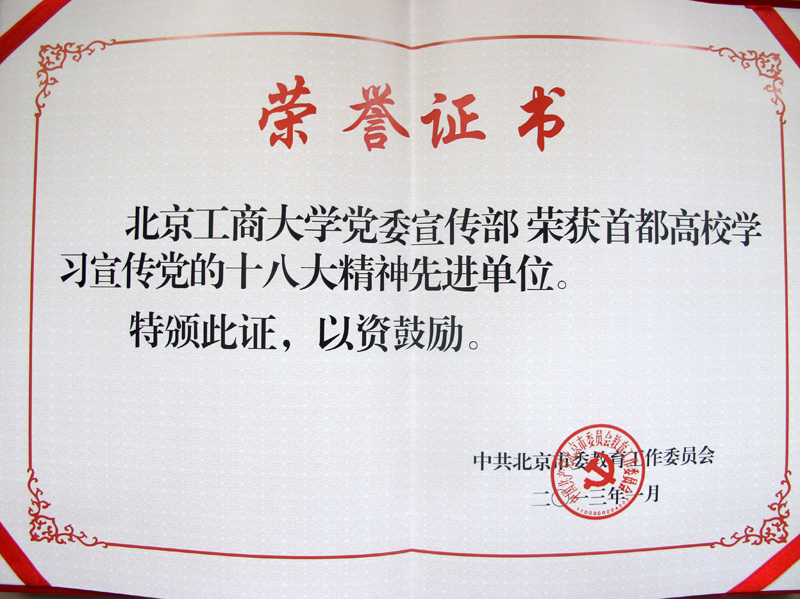 荣誉证书
北京工商大学党委宣传部 荣获首都高校学
习宣传党的十八大精神先进单位。
特颁此证，以资鼓励。
中共北京市委教育工作委员会
二〇一三年一月